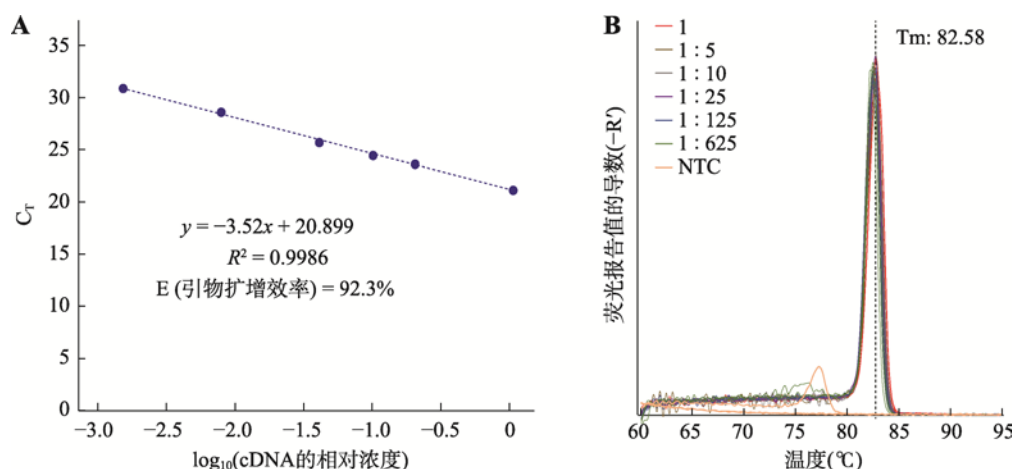 A
35
30
25
20
15
10
5
0
C_T
y = −3.52x + 20.899
R² = 0.9986
E (引物扩增效率) = 92.3%
−3.0 −2.5 −2.0 −1.5 −1.0 −0.5 0
log₁₀(cDNA的相对浓度)
B
1
1∶5
1∶10
1∶25
1∶125
1∶625
NTC
Tm: 82.58
荧光报告值的导数(−R′)
60 65 70 75 80 85 90 95
温度(℃)